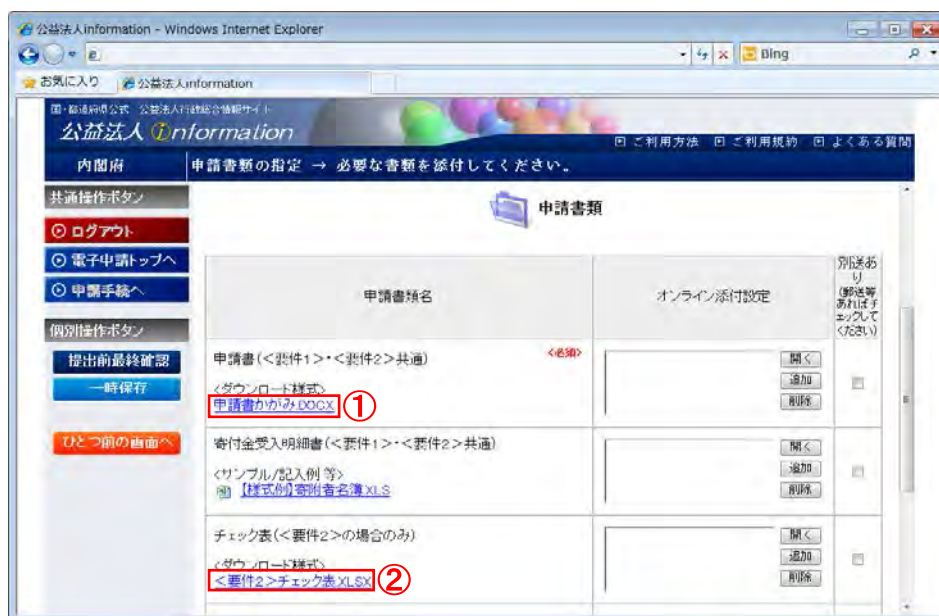 公益法人information - Windows Internet Explorer
Bing
お気に入り
公益法人information
国・都道府県公式 公益法人行政総合情報サイト
公益法人 information
ご利用方法 ご利用規約 よくある質問
内閣府
申請書類の指定 → 必要な書類を添付してください。
共通操作ボタン
ログアウト
電子申請トップへ
申請手続へ
個別操作ボタン
提出前最終確認
一時保存
ひとつ前の画面へ
申請書類
申請書類名
オンライン添付設定
別送あり
(郵送等あればチェックしてください)
申請書(<要件1>・<要件2>共通)
<必須>
<ダウンロード様式>
申請書かがみ.DOCX
①
開く
追加
削除
寄付金受入明細書(<要件1>・<要件2>共通)
<サンプル/記入例 等>
【様式例】寄附者名簿.XLS
開く
追加
削除
チェック表(<要件2>の場合のみ)
<ダウンロード様式>
<要件2>チェック表.XLSX
②
開く
追加
削除